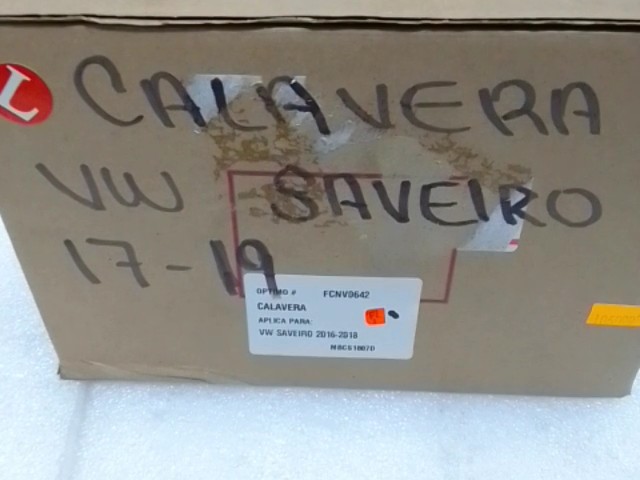 L
CALAVERA
VW SAVEIRO
17-19
OPTIMO # FCNV0642
CALAVERA
APLICA PARA:
VW SAVEIRO 2016-2018